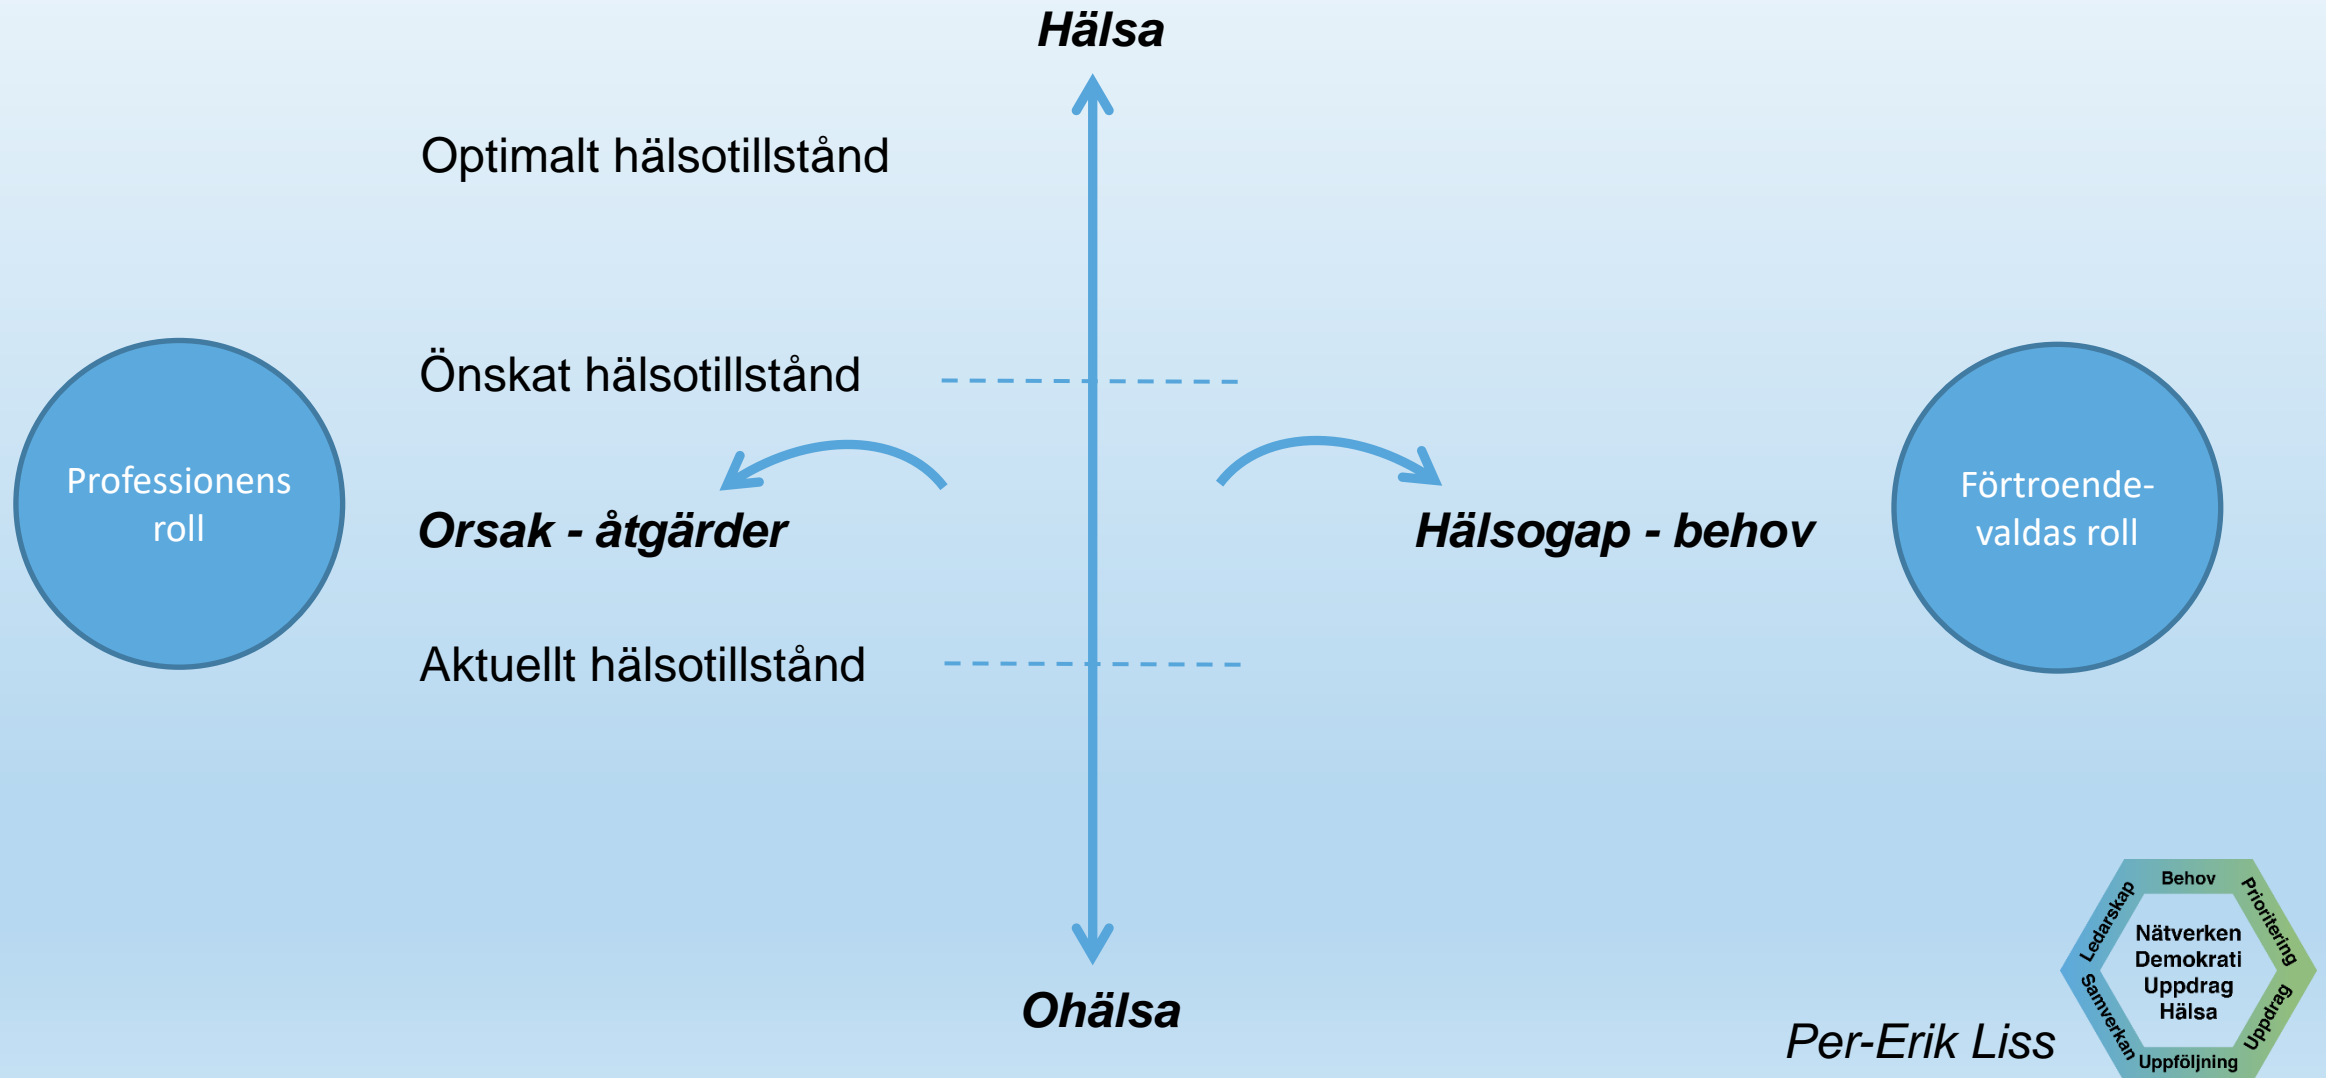 Hälsa
Optimalt hälsotillstånd
Önskat hälsotillstånd
Professionens
roll
Orsak - åtgärder
Hälsogap - behov
Förtroende-
valdas roll
Aktuellt hälsotillstånd
Ohälsa
Per-Erik Liss
Behov
Prioritering
Uppdrag
Uppföljning
Samverkan
Ledarskap
Nätverken
Demokrati
Uppdrag
Hälsa